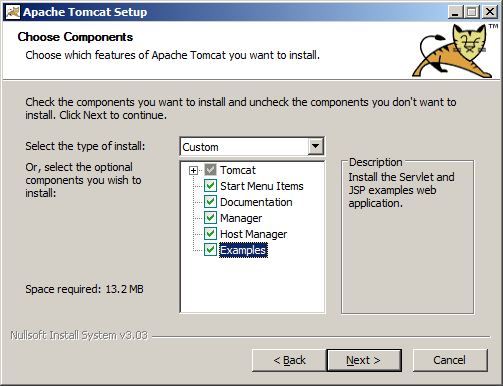 Apache Tomcat Setup
Choose Components
Choose which features of Apache Tomcat you want to install.
TM
Check the components you want to install and uncheck the components you don't want to
install. Click Next to continue.
Select the type of install:
Custom
Or, select the optional
components you wish to
install:
Tomcat
Start Menu Items
Documentation
Manager
Host Manager
Examples
Description
Install the Servlet and
JSP examples web
application.
Space required: 13.2 MB
Nullsoft Install System v3.03
< Back
Next >
Cancel